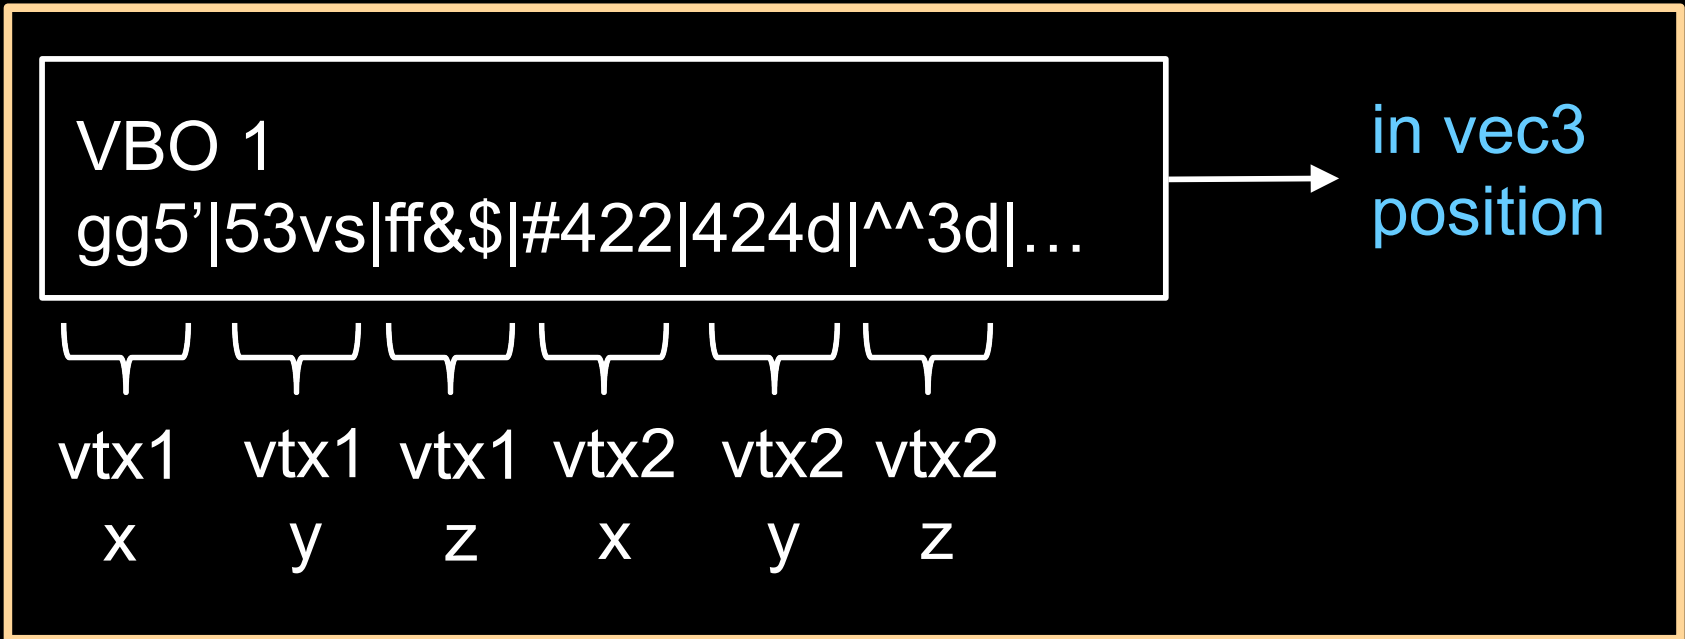 VBO 1
gg5’|53vs|ff&$|#422|424d|^^3d|…
in vec3
position
vtx1 vtx1 vtx1 vtx2 vtx2 vtx2
x y z x y z